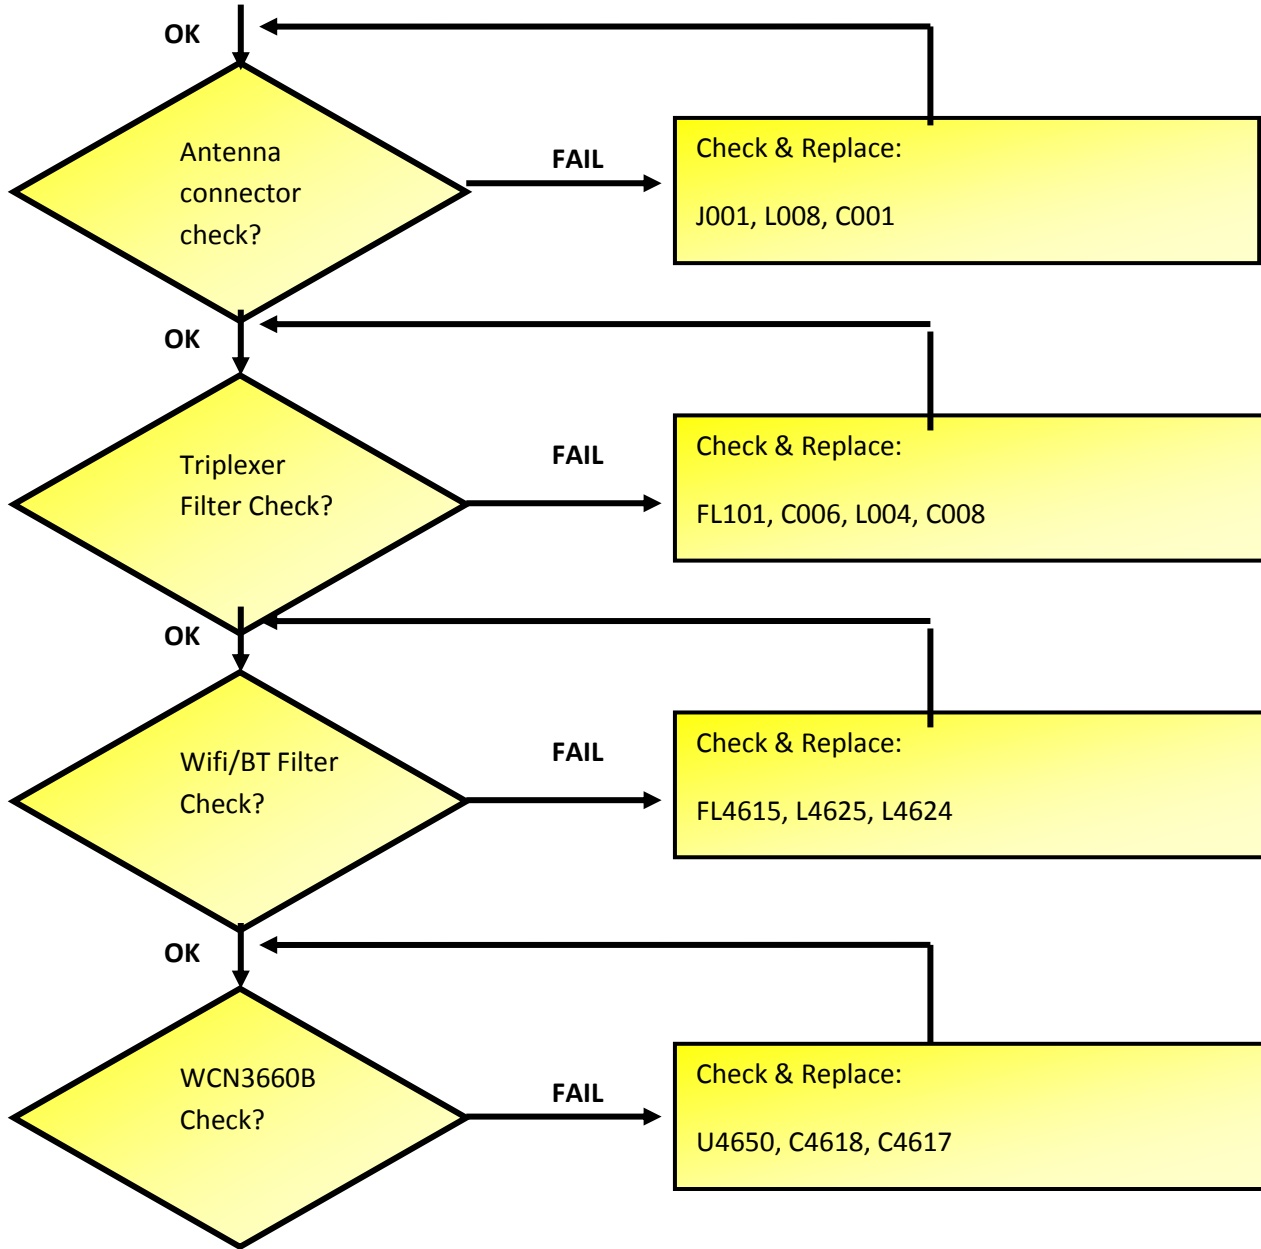 OK
Antenna
connector
check?
FAIL
Check & Replace:
J001, L008, C001
OK
Triplexer
Filter Check?
FAIL
Check & Replace:
FL101, C006, L004, C008
OK
Wifi/BT Filter
Check?
FAIL
Check & Replace:
FL4615, L4625, L4624
OK
WCN3660B
Check?
FAIL
Check & Replace:
U4650, C4618, C4617